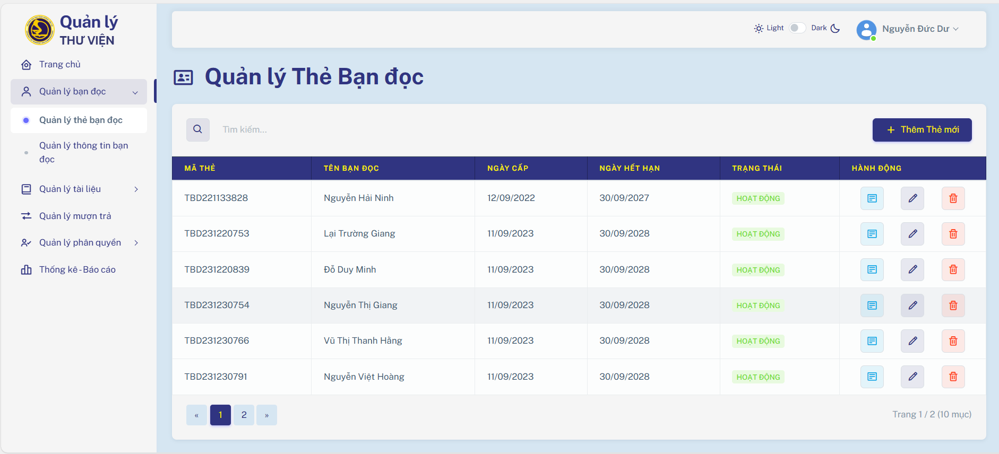 Quản lý
THƯ VIỆN
Trang chủ
Quản lý bạn đọc
Quản lý thẻ bạn đọc
Quản lý thông tin bạn
đọc
Quản lý tài liệu
Quản lý mượn trả
Quản lý phân quyền
Thống kê - Báo cáo
Light Dark Nguyễn Đức Dư
Quản lý Thẻ Bạn đọc
Tìm kiếm... + Thêm Thẻ mới
MÃ THẺ TÊN BẠN ĐỌC NGÀY CẤP NGÀY HẾT HẠN TRẠNG THÁI HÀNH ĐỘNG
TBD221133828 Nguyễn Hải Ninh 12/09/2022 30/09/2027 HOẠT ĐỘNG
TBD231220753 Lại Trường Giang 11/09/2023 30/09/2028 HOẠT ĐỘNG
TBD231220839 Đỗ Duy Minh 11/09/2023 30/09/2028 HOẠT ĐỘNG
TBD231230754 Nguyễn Thị Giang 11/09/2023 30/09/2028 HOẠT ĐỘNG
TBD231230766 Vũ Thị Thanh Hằng 11/09/2023 30/09/2028 HOẠT ĐỘNG
TBD231230791 Nguyễn Việt Hoàng 11/09/2023 30/09/2028 HOẠT ĐỘNG
« 1 2 » Trang 1 / 2 (10 mục)